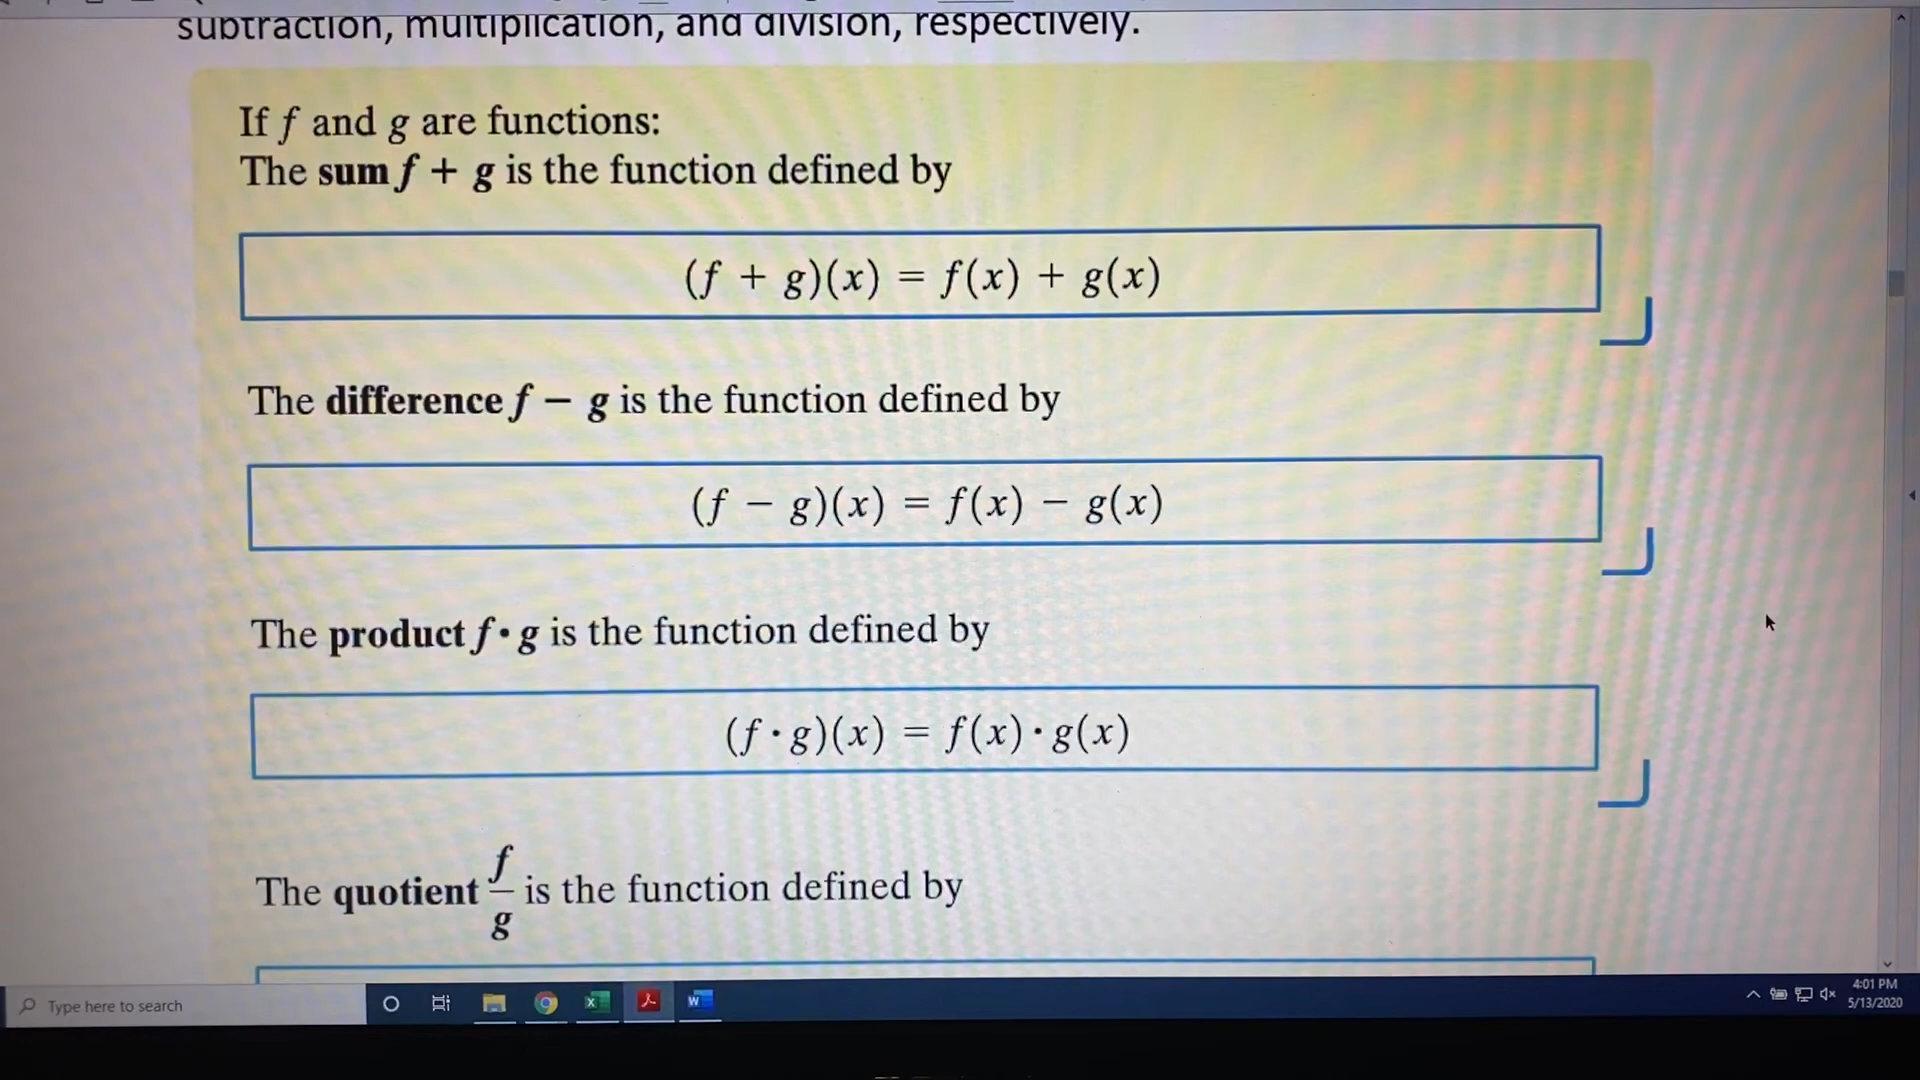 subtraction, multiplication, and division, respectively.
If f and g are functions:
The sum f + g is the function defined by
(f + g)(x) = f(x) + g(x)
The difference f − g is the function defined by
(f − g)(x) = f(x) − g(x)
The product f · g is the function defined by
(f · g)(x) = f(x) · g(x)
The quotient f/g is the function defined by
Type here to search
4:01 PM
5/13/2020